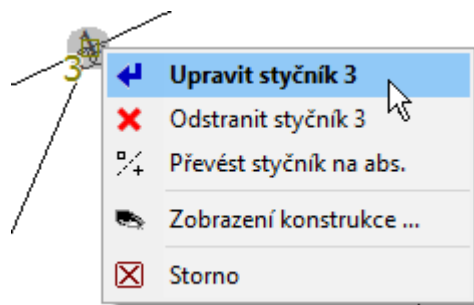 3
Upravit styčník 3
Odstranit styčník 3
Převést styčník na abs.
Zobrazení konstrukce ...
Storno